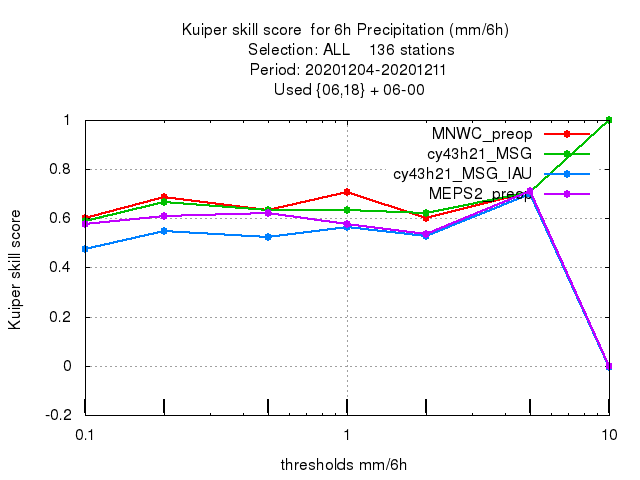 Kuiper skill score  for 6h Precipitation (mm/6h)
Selection: ALL    136 stations
Period: 20201204-20201211
Used {06,18} + 06-00
MNWC_preop
cy43h21_MSG
cy43h21_MSG_IAU
MEPS2_preop
1
0.8
0.6
0.4
0.2
0
-0.2
Kuiper skill score
0.1
1
10
thresholds mm/6h